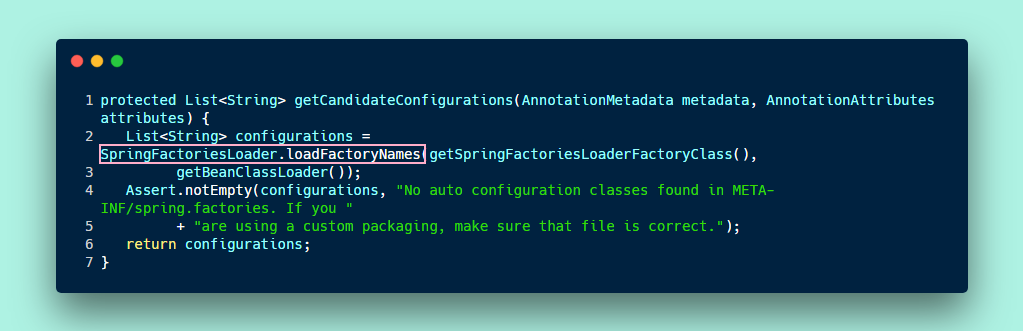 1 protected List<String> getCandidateConfigurations(AnnotationMetadata metadata, AnnotationAttributes
attributes) {
2    List<String> configurations =
SpringFactoriesLoader.loadFactoryNames(getSpringFactoriesLoaderFactoryClass(),
3          getBeanClassLoader());
4    Assert.notEmpty(configurations, "No auto configuration classes found in META-
INF/spring.factories. If you "
5          + "are using a custom packaging, make sure that file is correct.");
6    return configurations;
7 }